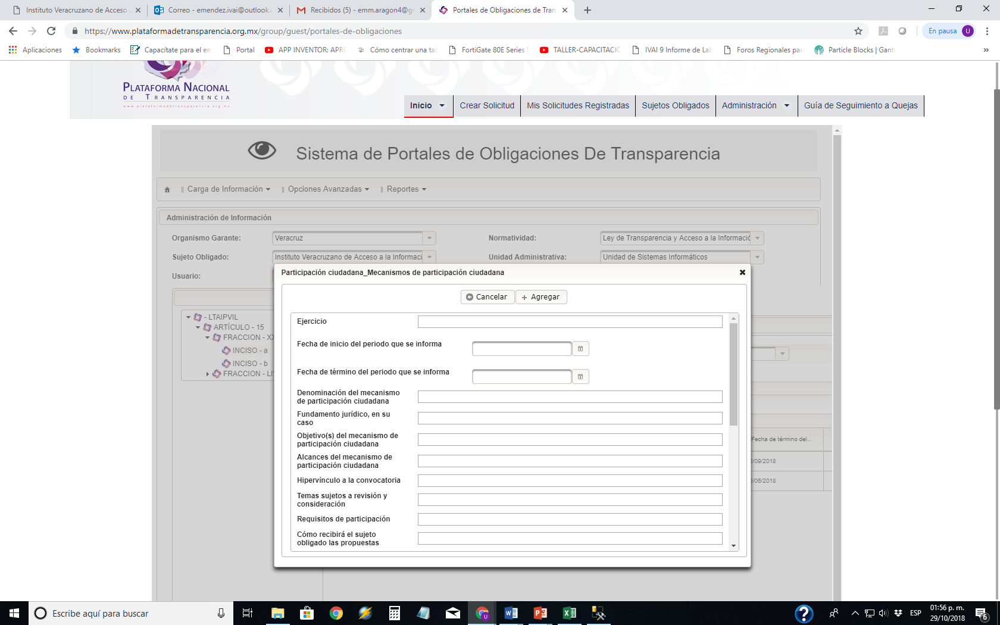 Instituto Veracruzano de Acceso
Correo - emendez.ivai@outlook.c
Recibidos (5) - emm.aragon4@g
Portales de Obligaciones de Tran
https://www.plataformadetransparencia.org.mx/group/guest/portales-de-obligaciones
En pausa
U
Aplicaciones
Bookmarks
Capacítate para el em
Portal
APP INVENTOR: APRE
Cómo centrar una tab
FortiGate 80E Series
TALLER-CAPACITACIÓ
IVAI 9 Informe de Lab
Foros Regionales par
Particle Blocks | Gant
»
PLATAFORMA NACIONAL
DE TRANSPARENCIA
www.plataformadetransparencia.org.mx
Inicio
Crear Solicitud
Mis Solicitudes Registradas
Sujetos Obligados
Administración
Guía de Seguimiento a Quejas
Sistema de Portales de Obligaciones De Transparencia
Carga de Información
Opciones Avanzadas
Reportes
Administración de Información
Organismo Garante:
Veracruz
Normatividad:
Ley de Transparencia y Acceso a la Informació
Sujeto Obligado:
Instituto Veracruzano de Acceso a la Informaci
Unidad Administrativa:
Unidad de Sistemas Informáticos
Usuario:
- LTAIPVIL
ARTÍCULO - 15
FRACCION - XX
INCISO - a
INCISO - b
FRACCION - LI
Participación ciudadana_Mecanismos de participación ciudadana
Cancelar
Agregar
Ejercicio
Fecha de inicio del periodo que se informa
Fecha de término del periodo que se informa
Denominación del mecanismo
de participación ciudadana
Fundamento jurídico, en su
caso
Objetivo(s) del mecanismo de
participación ciudadana
Alcances del mecanismo de
participación ciudadana
Hipervínculo a la convocatoria
Temas sujetos a revisión y
consideración
Requisitos de participación
Cómo recibirá el sujeto
obligado las propuestas
Fecha de término del...
/09/2018
/06/2018
Escribe aquí para buscar
ESP
01:56 p. m.
29/10/2018
6